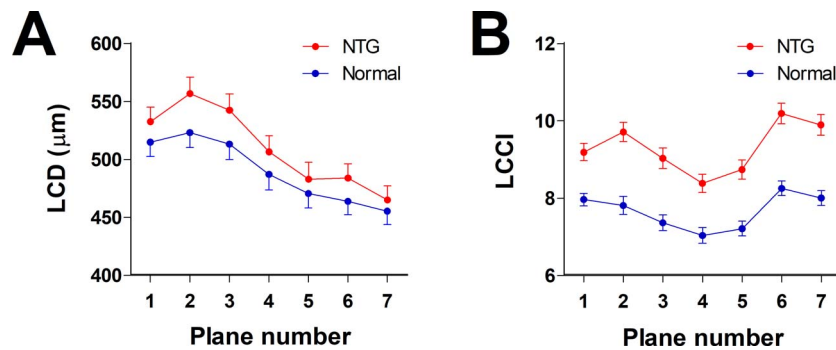 A
LCD (μm)
600
550
500
450
400
NTG
Normal
1 2 3 4 5 6 7
Plane number
B
LCCI
12
10
8
6
NTG
Normal
1 2 3 4 5 6 7
Plane number